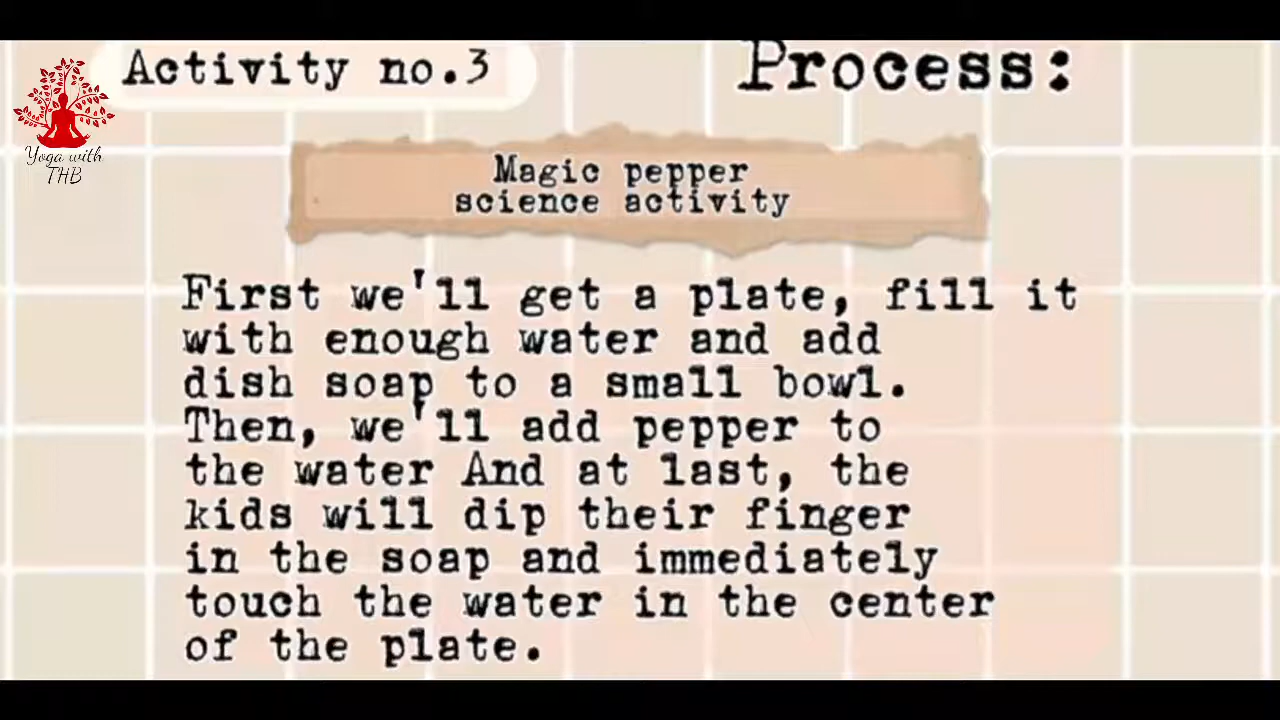 Activity no.3
Process:
Yoga with
THB
Magic pepper
science activity
First we'll get a plate, fill it
with enough water and add
dish soap to a small bowl.
Then, we'll add pepper to
the water And at last, the
kids will dip their finger
in the soap and immediately
touch the water in the center
of the plate.